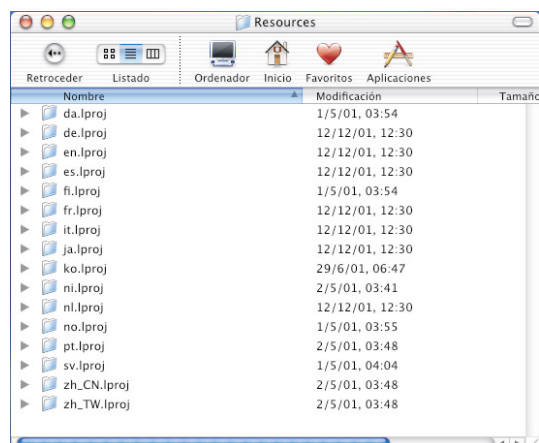 Resources
Retroceder Listado Ordenador Inicio Favoritos Aplicaciones
Nombre Modificación Tamaño
da.lproj 1/5/01, 03:54
de.lproj 12/12/01, 12:30
en.lproj 12/12/01, 12:30
es.lproj 12/12/01, 12:30
fi.lproj 1/5/01, 03:54
fr.lproj 12/12/01, 12:30
it.lproj 12/12/01, 12:30
ja.lproj 12/12/01, 12:30
ko.lproj 29/6/01, 06:47
ni.lproj 2/5/01, 03:41
nl.lproj 12/12/01, 12:30
no.lproj 1/5/01, 03:55
pt.lproj 2/5/01, 03:48
sv.lproj 1/5/01, 04:04
zh_CN.lproj 2/5/01, 03:48
zh_TW.lproj 2/5/01, 03:48